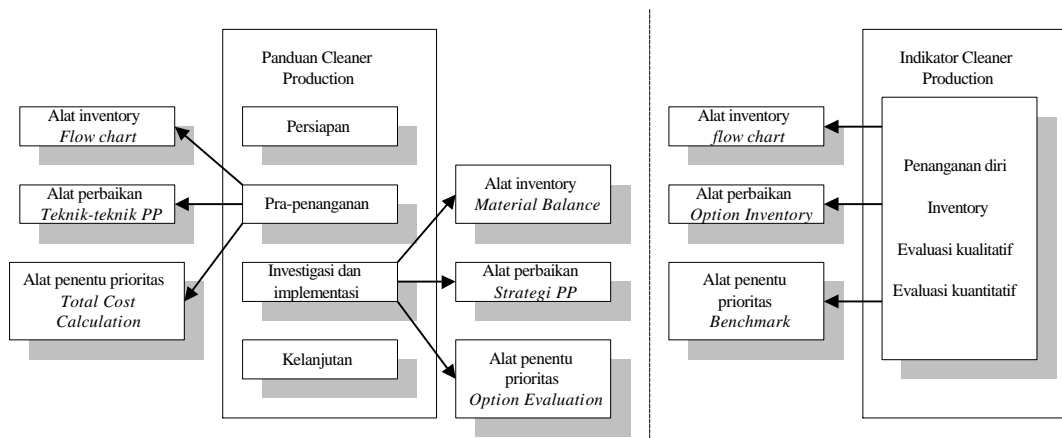 Panduan Cleaner
Production
Persiapan
Pra-penanganan
Investigasi dan
implementasi
Kelanjutan
Alat inventory
Flow chart
Alat perbaikan
Teknik-teknik PP
Alat penentu prioritas
Total Cost
Calculation
Alat inventory
Material Balance
Alat perbaikan
Strategi PP
Alat penentu
prioritas
Option Evaluation
Indikator Cleaner
Production
Alat inventory
flow chart
Alat perbaikan
Option Inventory
Alat penentu
prioritas
Benchmark
Penanganan diri
Inventory
Evaluasi kualitatif
Evaluasi kuantitatif